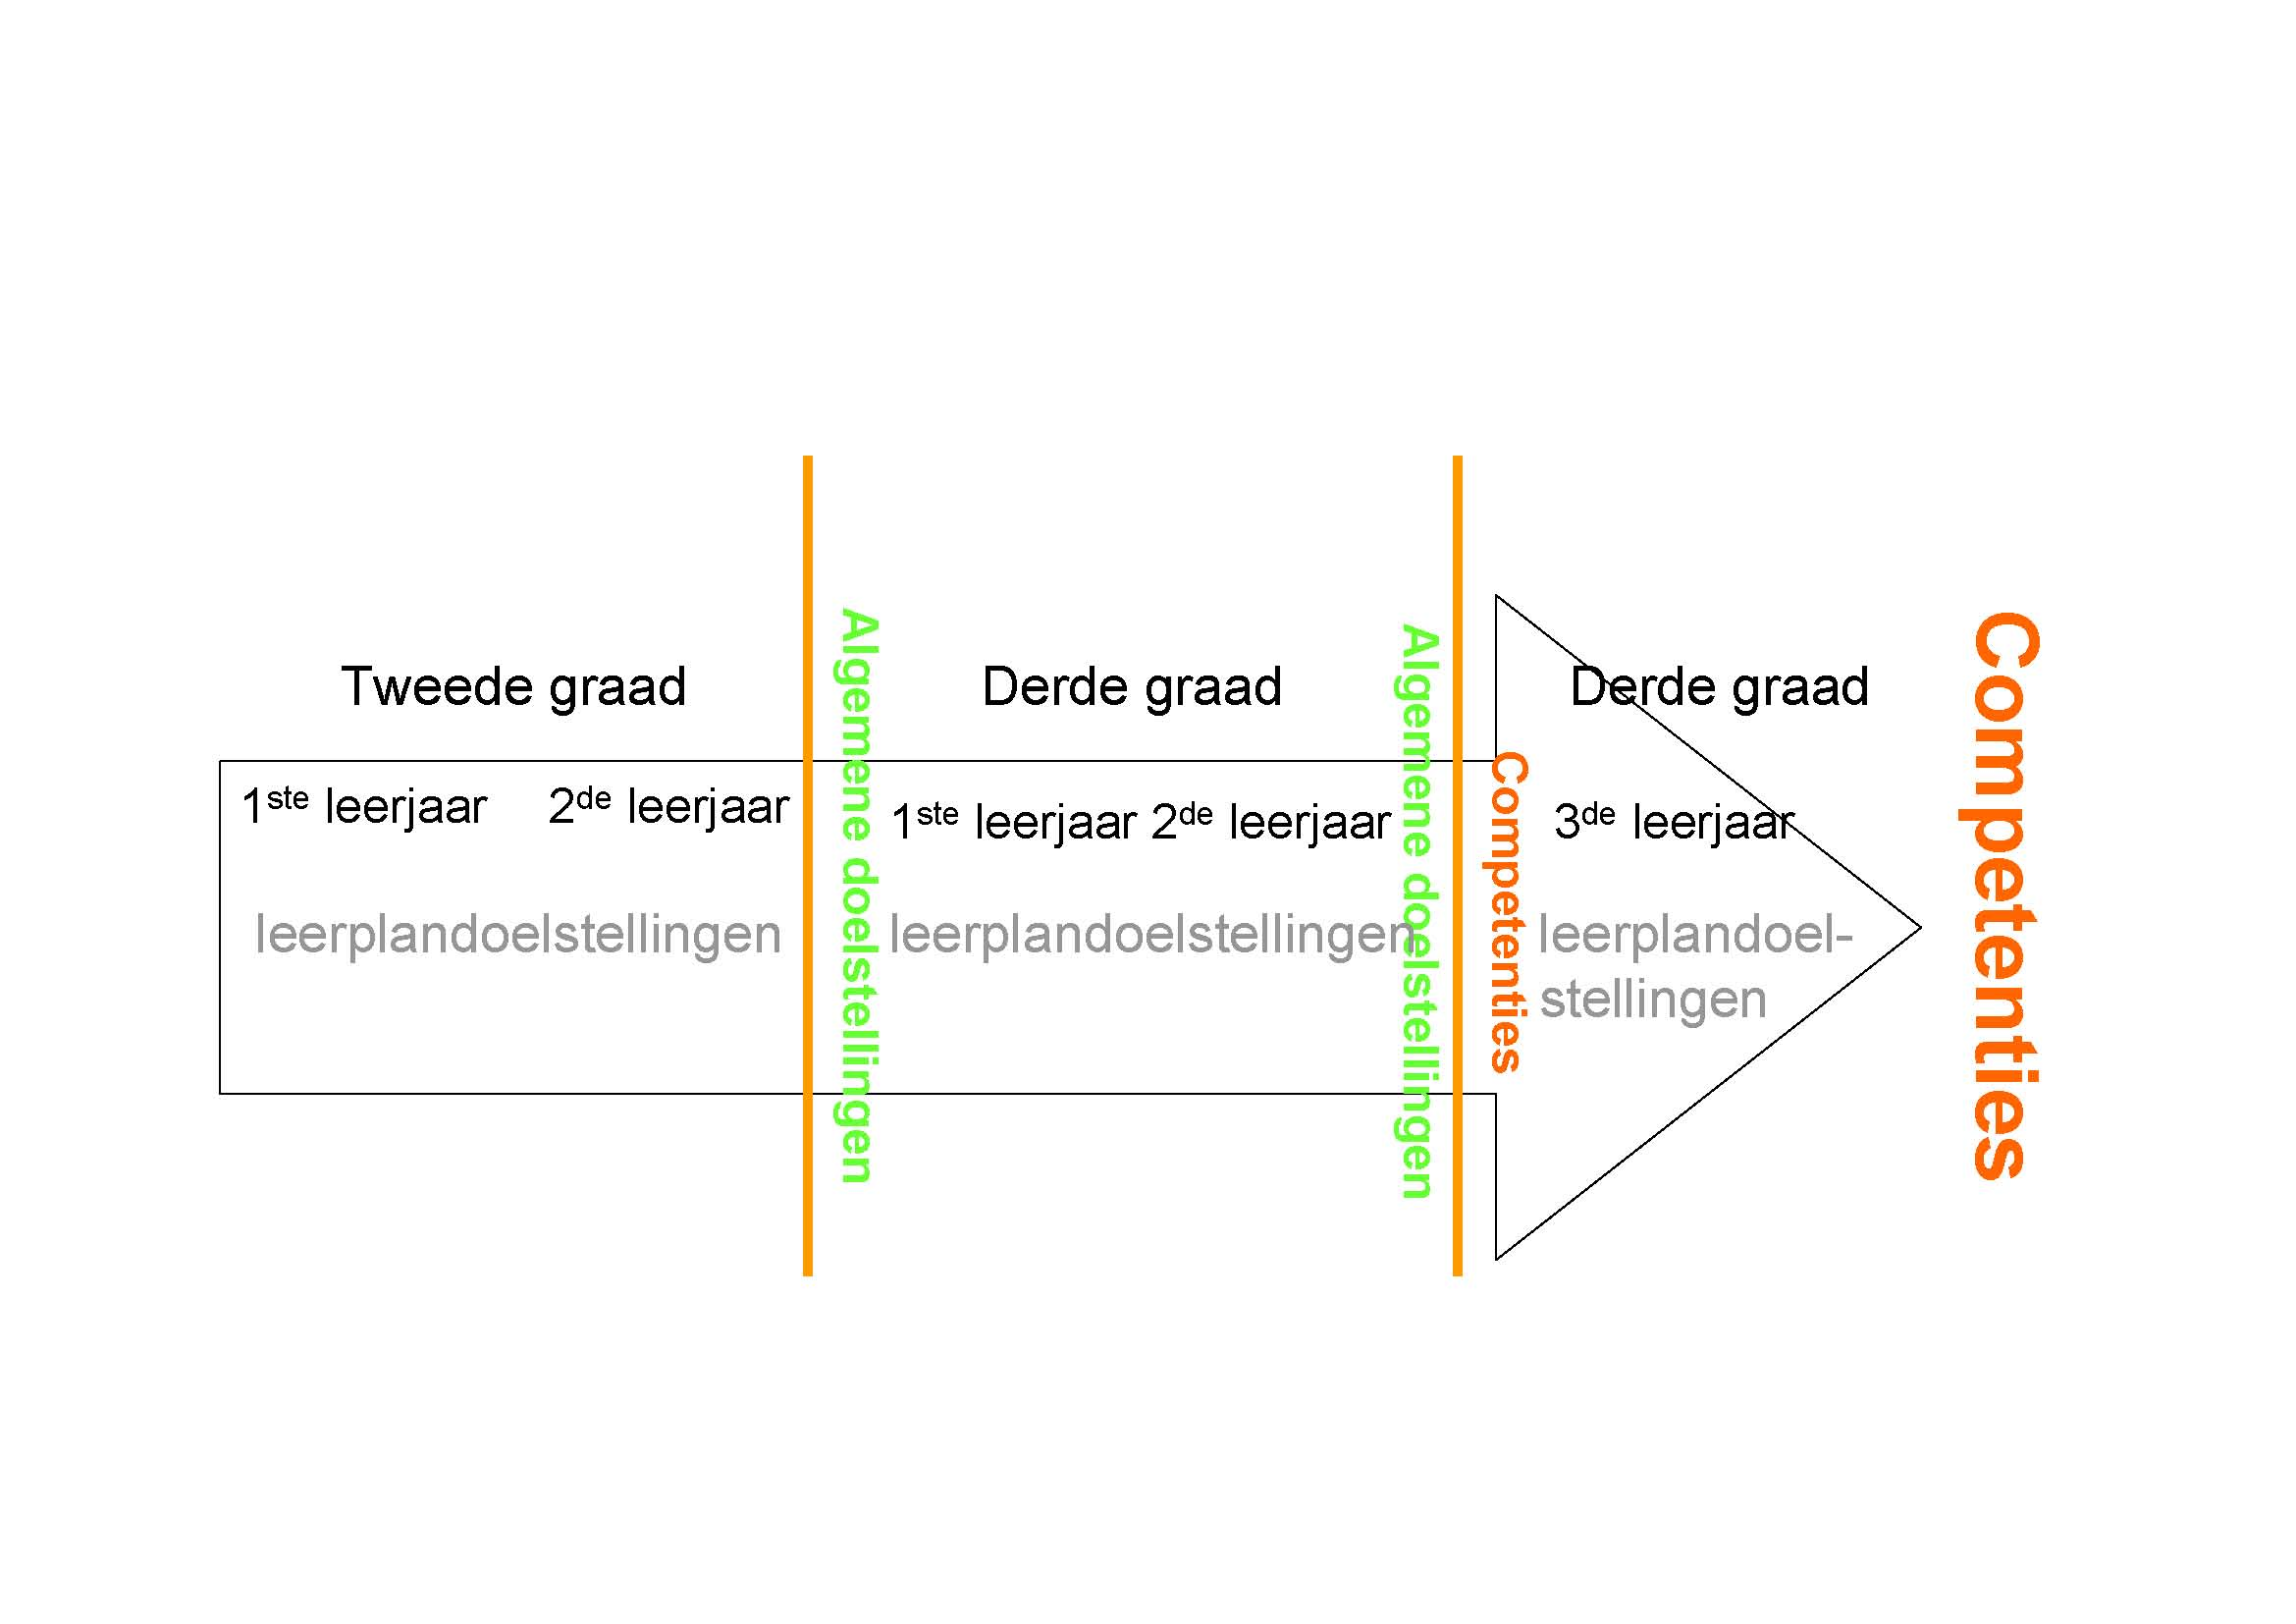 Tweede graad
1ste leerjaar
2de leerjaar
leerplandoelstellingen
Algemene doelstellingen
Derde graad
1ste leerjaar 2de leerjaar
leerplandoelstellingen
Algemene doelstellingen
Competenties
Derde graad
3de leerjaar
leerplandoel-
stellingen
Competenties